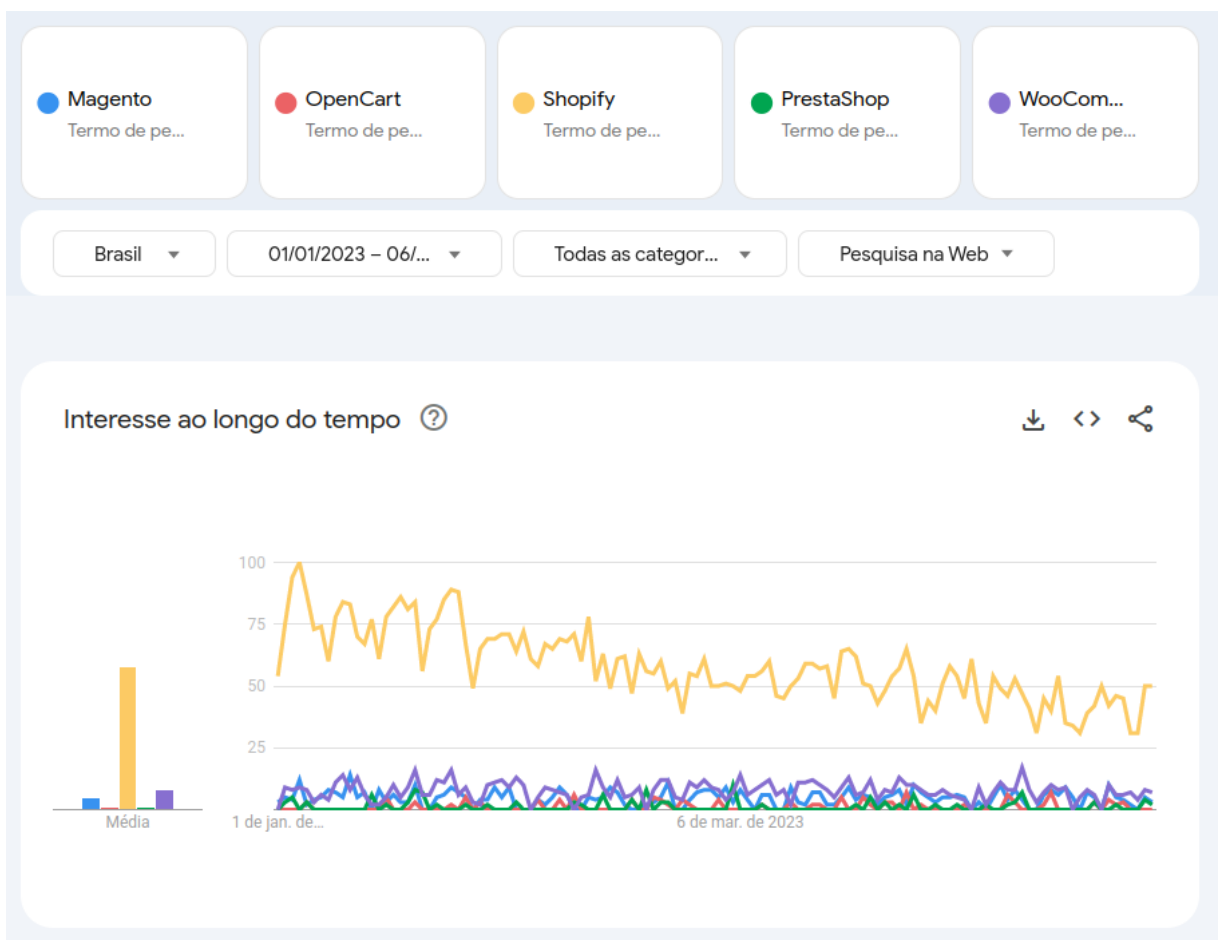 Magento
Termo de pe...
OpenCart
Termo de pe...
Shopify
Termo de pe...
PrestaShop
Termo de pe...
WooCom...
Termo de pe...
Brasil
01/01/2023 – 06/...
Todas as categor...
Pesquisa na Web
Interesse ao longo do tempo
100
75
50
25
Média
1 de jan. de…
6 de mar. de 2023